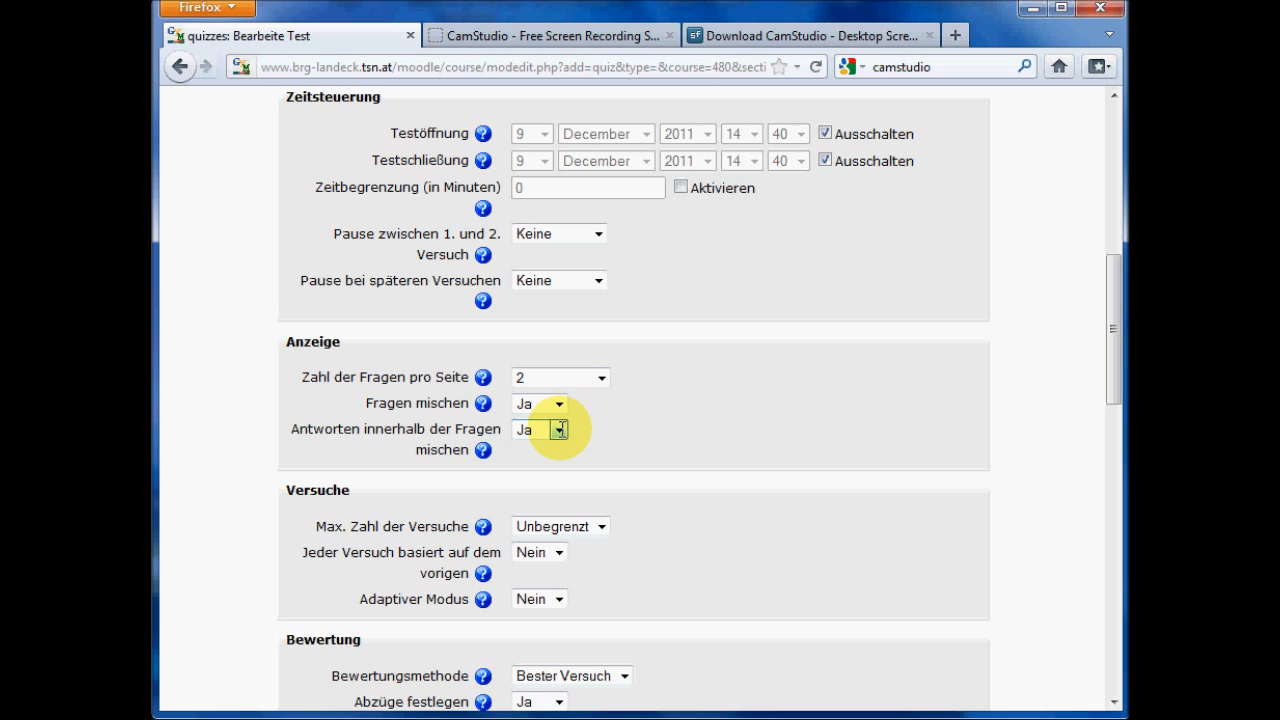 Firefox
quizzes: Bearbeite Test
CamStudio - Free Screen Recording S...
Download CamStudio - Desktop Scre...
www.brg-landeck.tsn.at/moodle/course/modedit.php?add=quiz&type=&course=480&secti
camstudio
Zeitsteuerung
Testöffnung ? 9 December 2011 14 40 Ausschalten
Testschließung ? 9 December 2011 14 40 Ausschalten
Zeitbegrenzung (in Minuten) 0 Aktivieren
?
Pause zwischen 1. und 2. Keine
Versuch ?
Pause bei späteren Versuchen Keine
?
Anzeige
Zahl der Fragen pro Seite ? 2
Fragen mischen ? Ja
Antworten innerhalb der Fragen Ja
mischen ?
Versuche
Max. Zahl der Versuche ? Unbegrenzt
Jeder Versuch basiert auf dem Nein
vorigen ?
Adaptiver Modus ? Nein
Bewertung
Bewertungsmethode ? Bester Versuch
Abzüge festlegen ? Ja